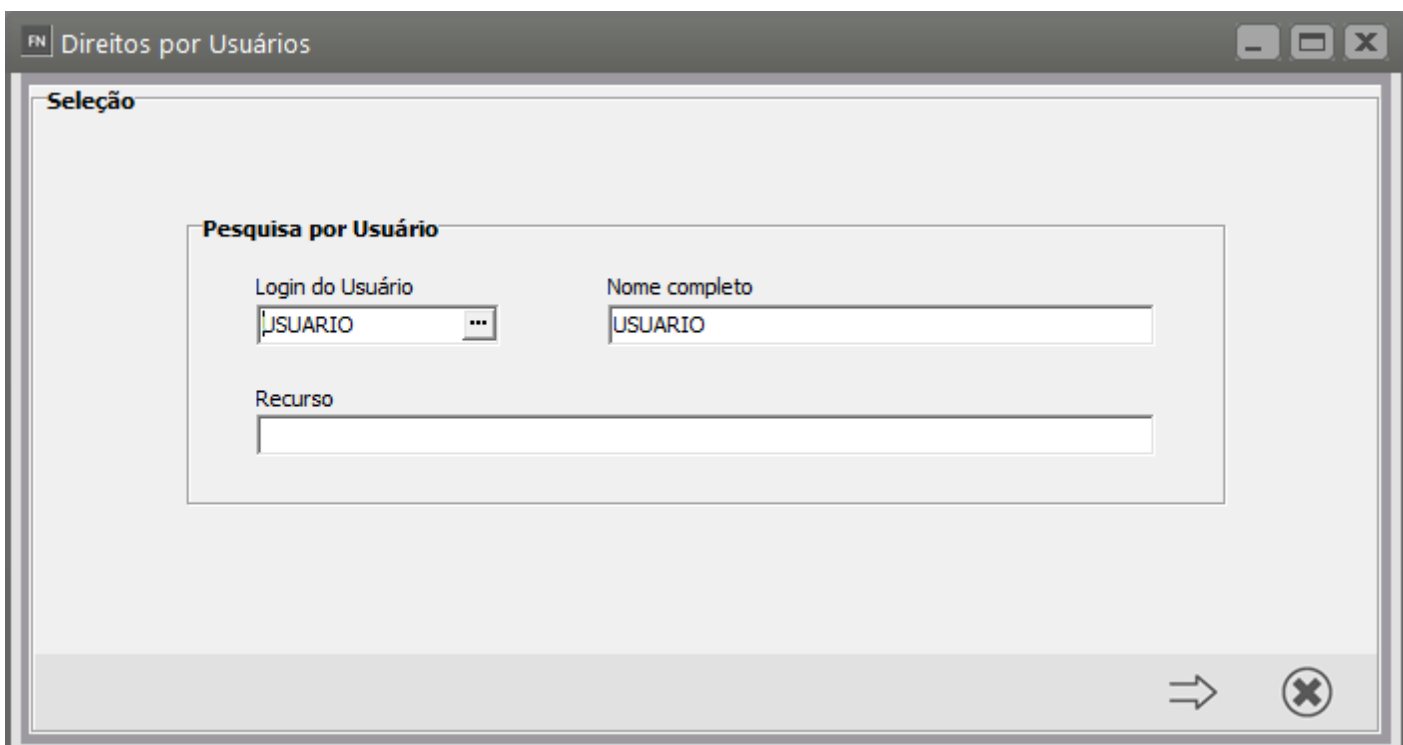 FN Direitos por Usuários
Seleção
Pesquisa por Usuário
Login do Usuário Nome completo
USUARIO ... USUARIO
Recurso